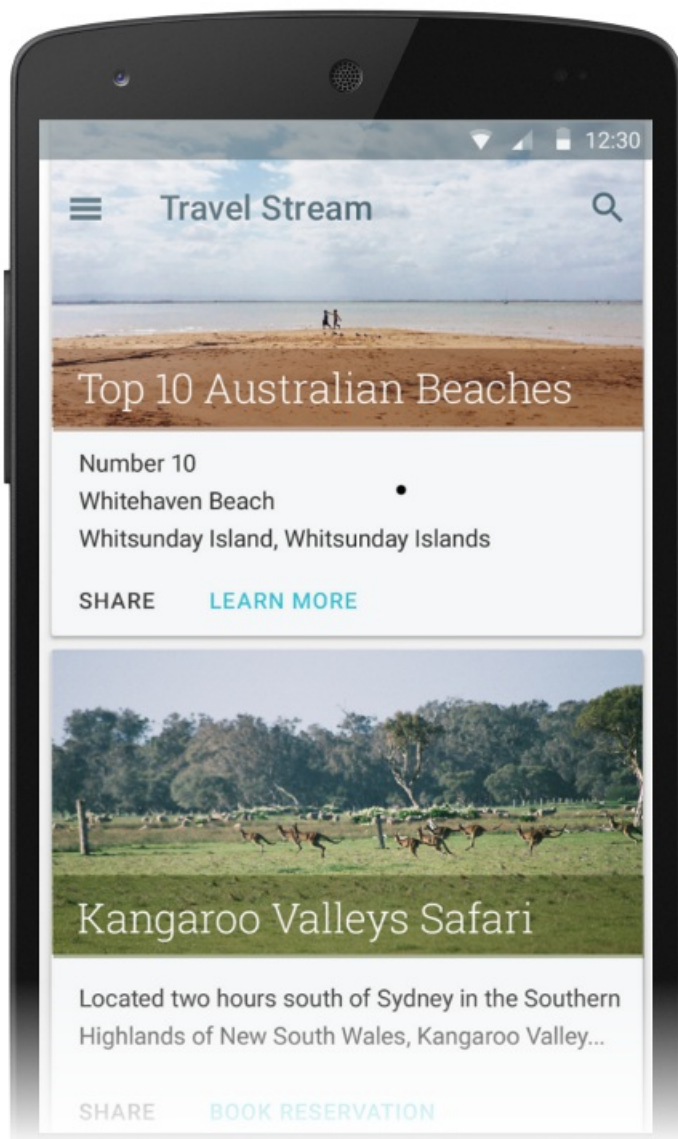 12:30
Travel Stream
Top 10 Australian Beaches
Number 10
Whitehaven Beach
Whitsunday Island, Whitsunday Islands
SHARE LEARN MORE
Kangaroo Valleys Safari
Located two hours south of Sydney in the Southern
Highlands of New South Wales, Kangaroo Valley...
SHARE BOOK RESERVATION